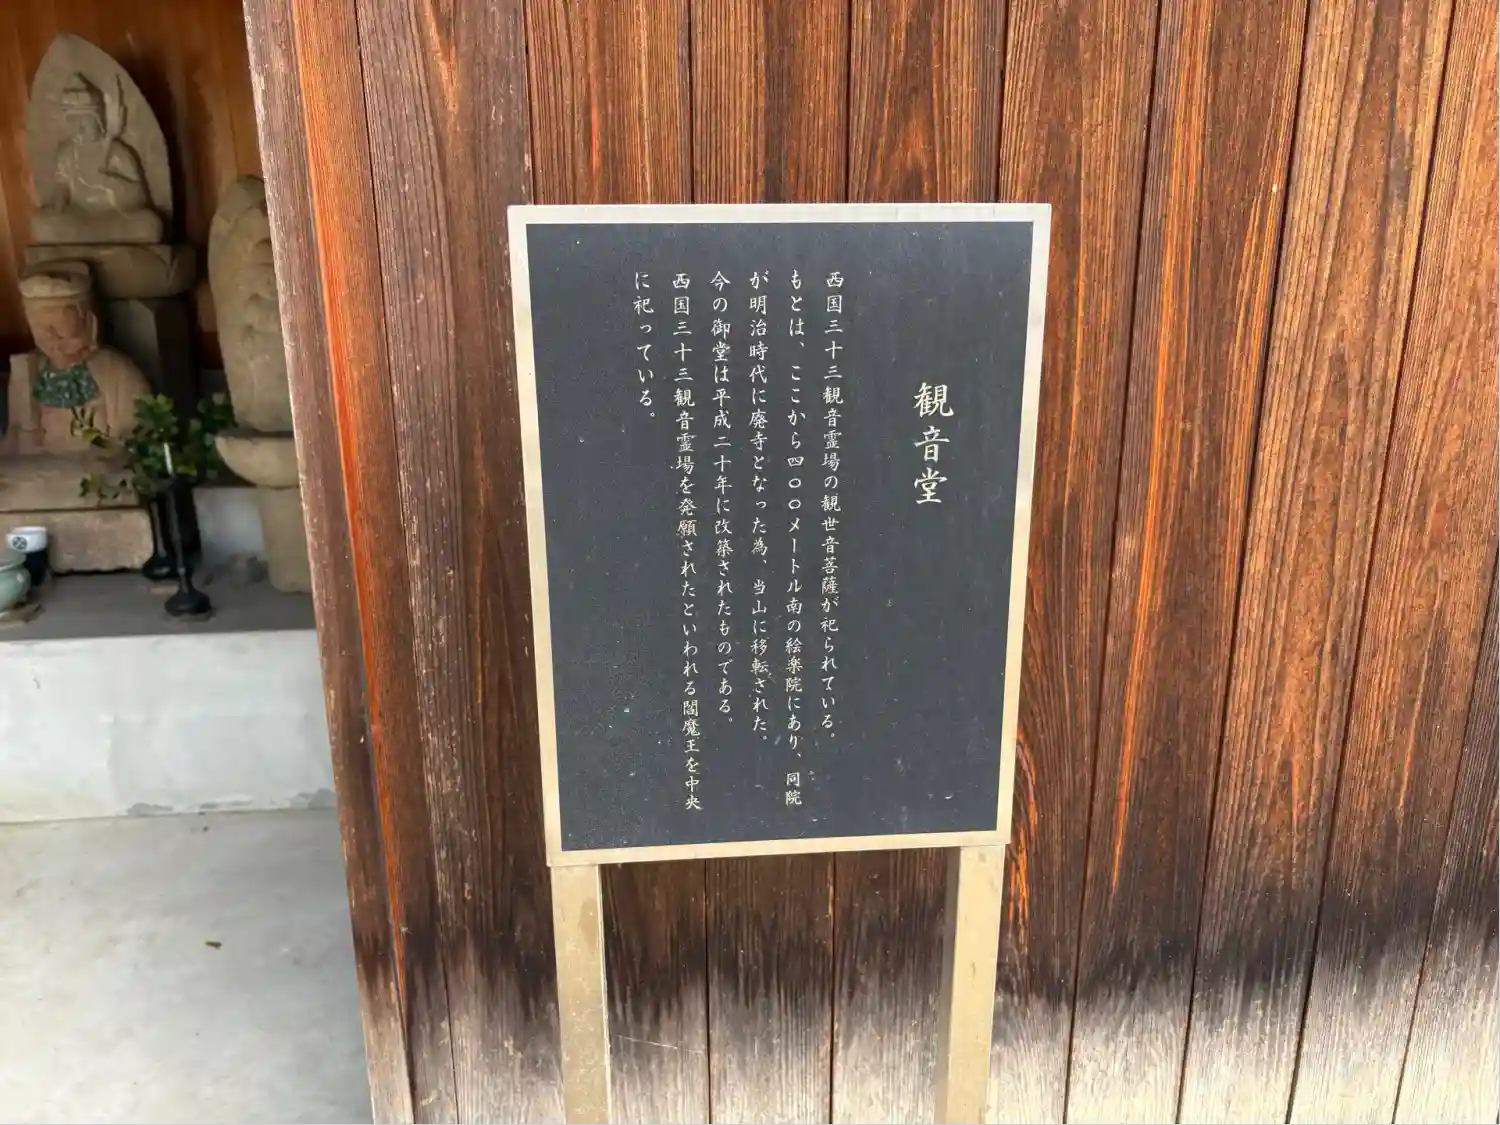 観音堂
西国三十三観音霊場の観世音菩薩が祀られている。
もとは、ここから四〇〇メートル南の絵楽院にあり、同院
が明治時代に廃寺となった為、当山に移転された。
今の御堂は平成二十年に改築されたものである。
西国三十三観音霊場を発願されたといわれる閻魔王を中央
に祀っている。